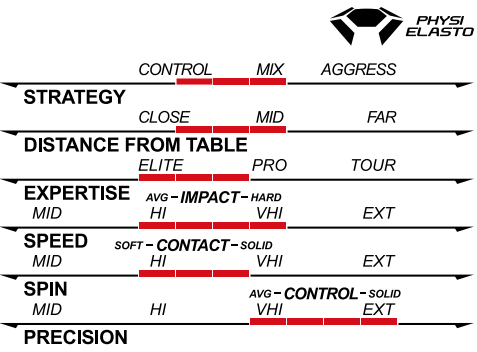 PHYSI
ELASTO
CONTROL MIX AGGRESS
STRATEGY
CLOSE MID FAR
DISTANCE FROM TABLE
ELITE PRO TOUR
EXPERTISE AVG-IMPACT-HARD
MID HI VHI EXT
SPEED SOFT-CONTACT-SOLID
MID HI VHI EXT
SPIN AVG-CONTROL-SOLID
MID HI VHI EXT
PRECISION